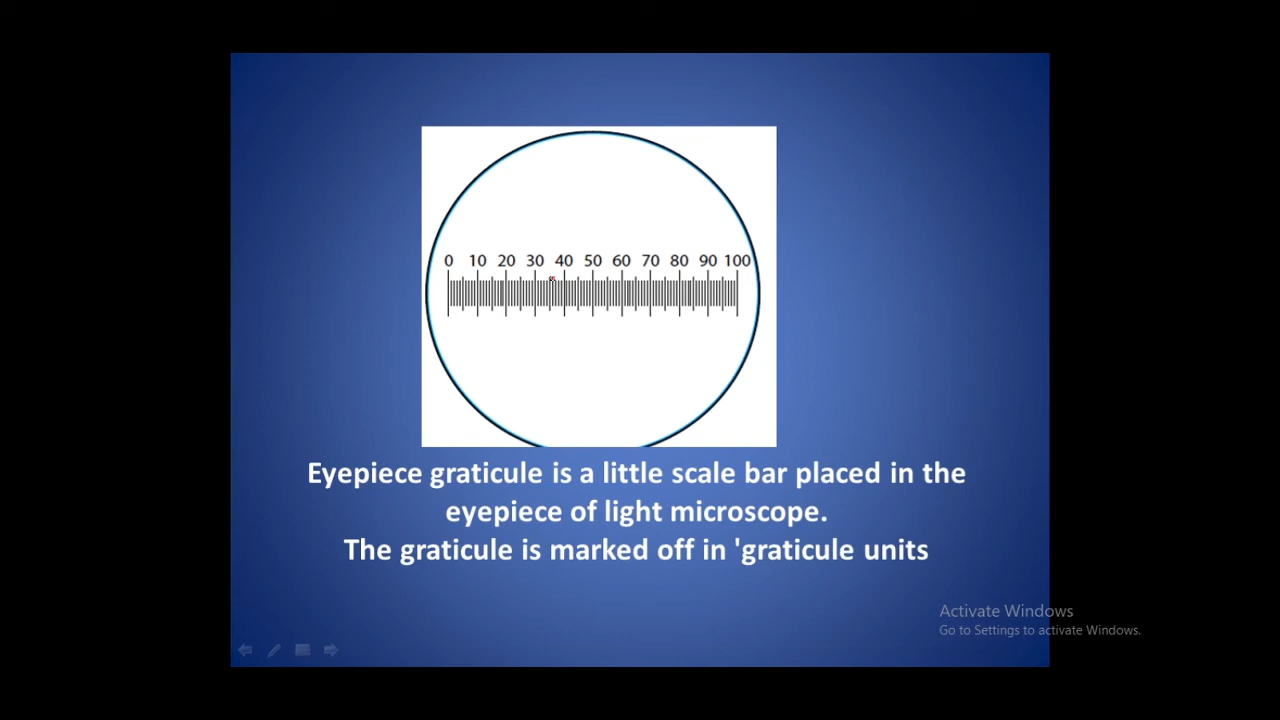 0 10 20 30 40 50 60 70 80 90 100
Eyepiece graticule is a little scale bar placed in the
eyepiece of light microscope.
The graticule is marked off in 'graticule units
Activate Windows
Go to Settings to activate Windows.